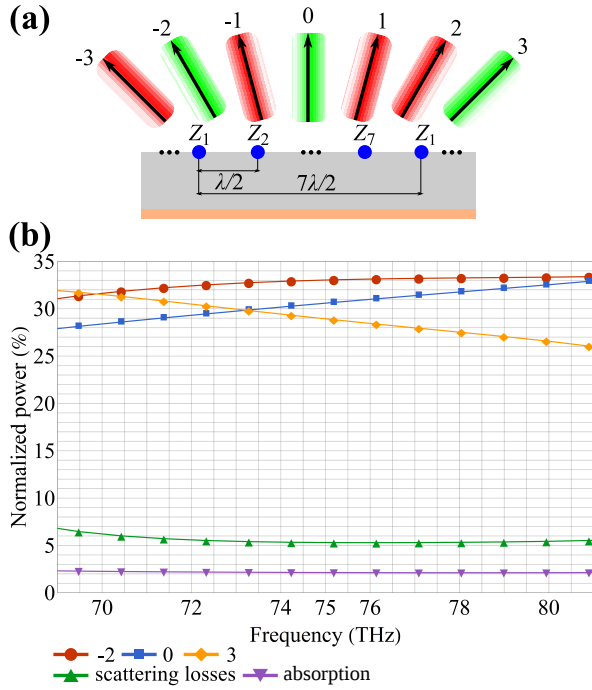 (a)
-3 -2 -1 0 1 2 3
Z1 Z2 ... Z7 Z1
λ/2 7λ/2
(b)
Normalized power (%)
35
30
25
20
15
10
5
0
70 72 74 75 76 78 80
Frequency (THz)
-2 0 3
scattering losses absorption